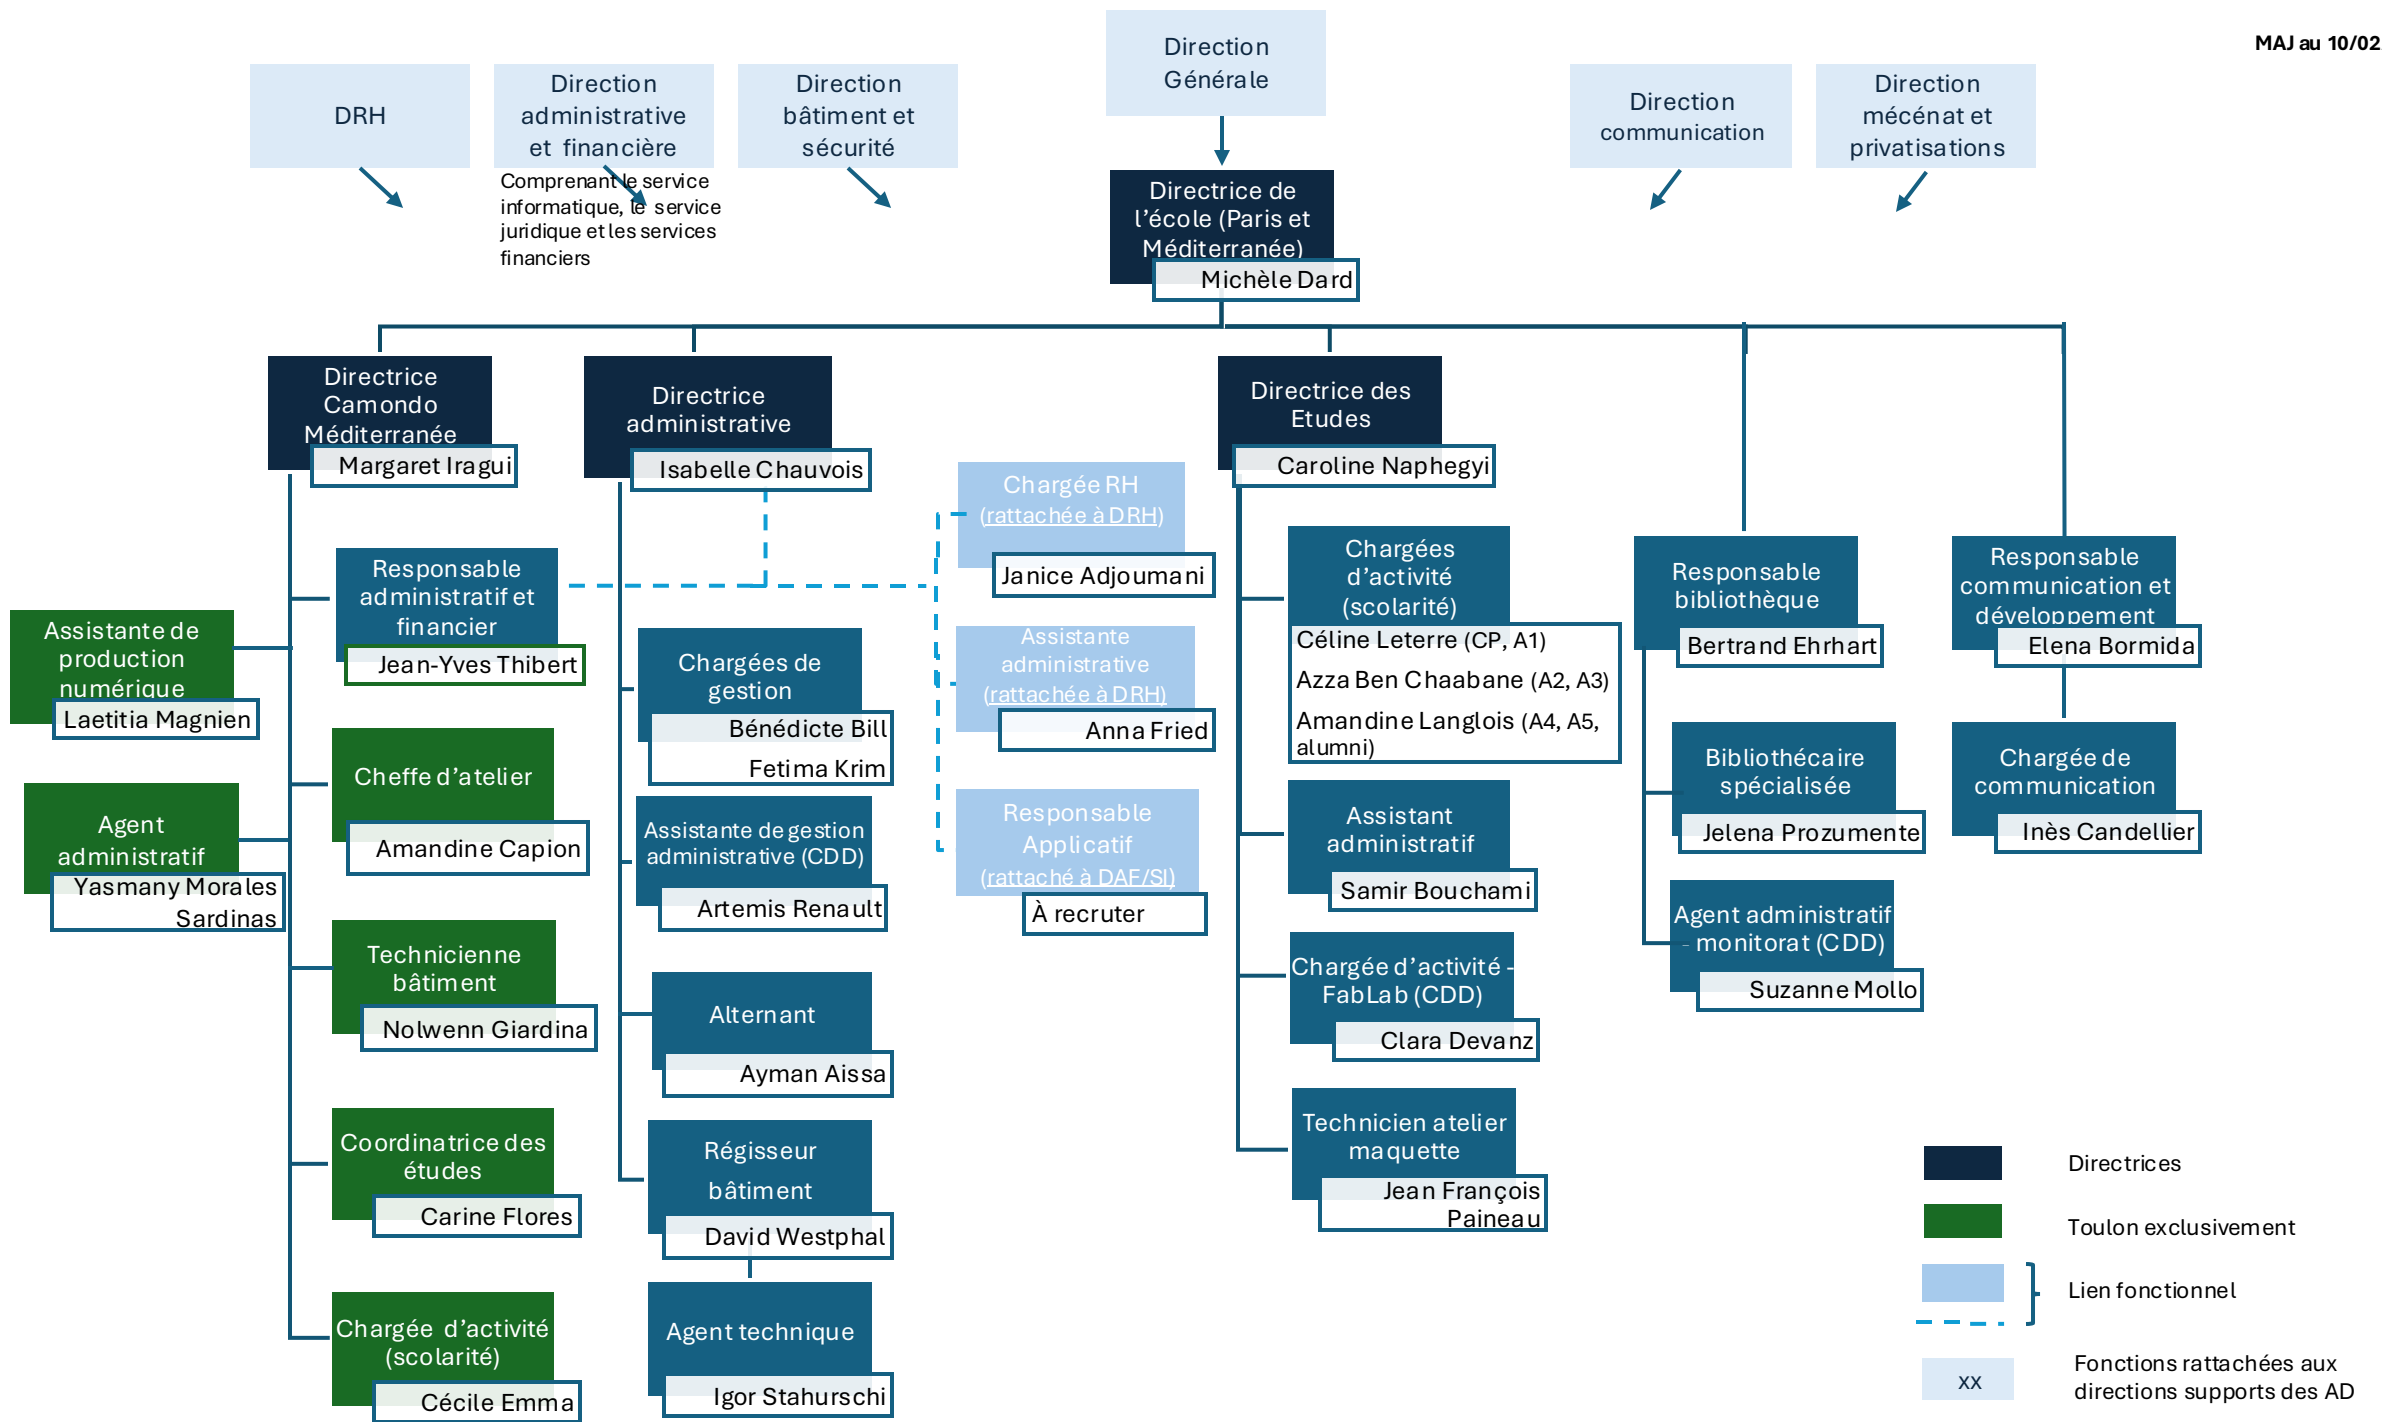 MAJ au 10/02
Direction
Générale
DRH
Direction
administrative
et financière
Comprenant le service
informatique, le service
juridique et les services
financiers
Direction
bâtiment et
sécurité
Direction
communication
Direction
mécénat et
privatisations
Directrice de
l’école (Paris et
Méditerranée)
Michèle Dard
Directrice
Camondo
Méditerranée
Margaret Iragui
Directrice
administrative
Isabelle Chauvois
Directrice des
Etudes
Caroline Naphegyi
Responsable
administratif et
financier
Jean-Yves Thibert
Assistante de
production
numérique
Laetitia Magnien
Cheffe d’atelier
Amandine Capion
Agent
administratif
Yasmany Morales
Sardinas
Technicienne
bâtiment
Nolwenn Giardina
Coordinatrice des
études
Carine Flores
Chargée d’activité
(scolarité)
Cécile Emma
Chargées de
gestion
Bénédicte Bill
Fetima Krim
Assistante de gestion
administrative (CDD)
Artemis Renault
Alternant
Ayman Aissa
Régisseur
bâtiment
David Westphal
Agent technique
Igor Stahurschi
Chargée RH
(rattachée à DRH)
Janice Adjoumani
Assistante
administrative
(rattachée à DRH)
Anna Fried
Responsable
Applicatif
(rattaché à DAF/SI)
À recruter
Chargées
d’activité
(scolarité)
Céline Leterre (CP, A1)
Azza Ben Chaabane (A2, A3)
Amandine Langlois (A4, A5,
alumni)
Assistant
administratif
Samir Bouchami
Chargée d’activité -
FabLab (CDD)
Clara Devanz
Technicien atelier
maquette
Jean François
Paineau
Responsable
bibliothèque
Bertrand Ehrhart
Bibliothécaire
spécialisée
Jelena Prozumente
Agent administratif
- monitorat (CDD)
Suzanne Mollo
Responsable
communication et
développement
Elena Bormida
Chargée de
communication
Inès Candellier
Directrices
Toulon exclusivement
Lien fonctionnel
xx
Fonctions rattachées aux
directions supports des AD